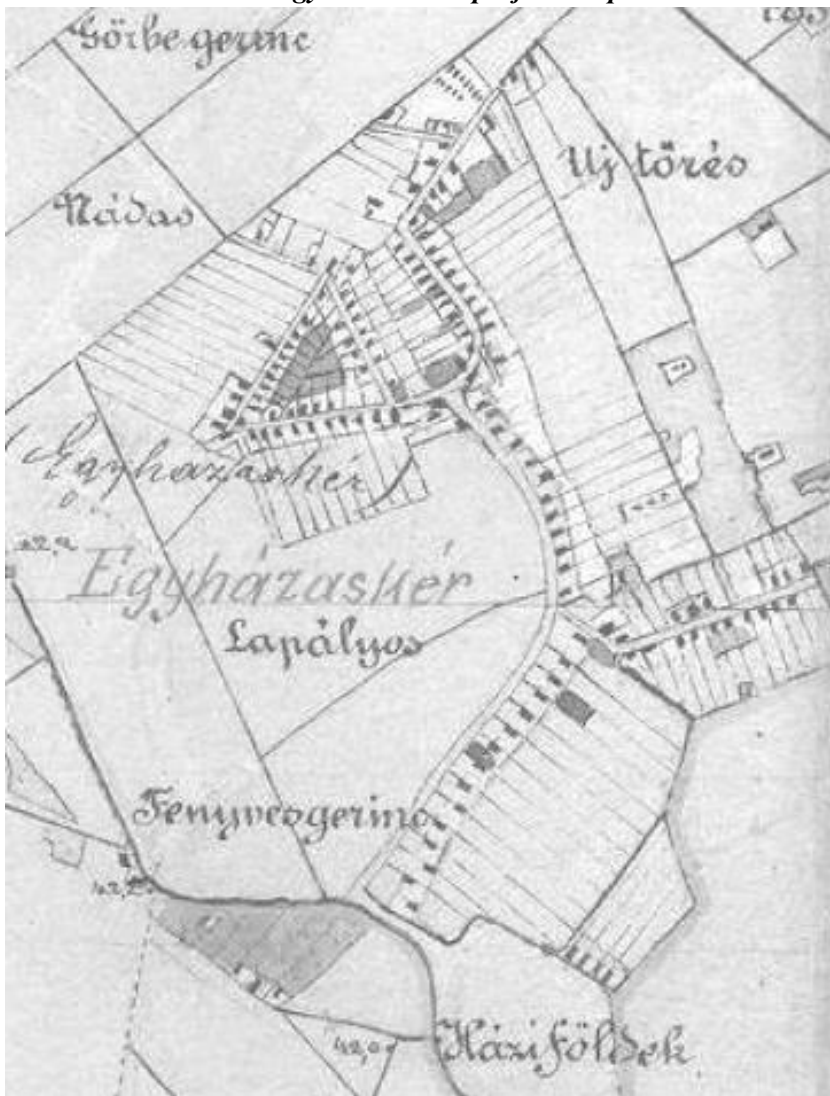 Görbe gerinc
Uj törés
Nádas
Egyházaskér
Egyházaskér
Lapályos
Fenyvesgerinc
Házi földek